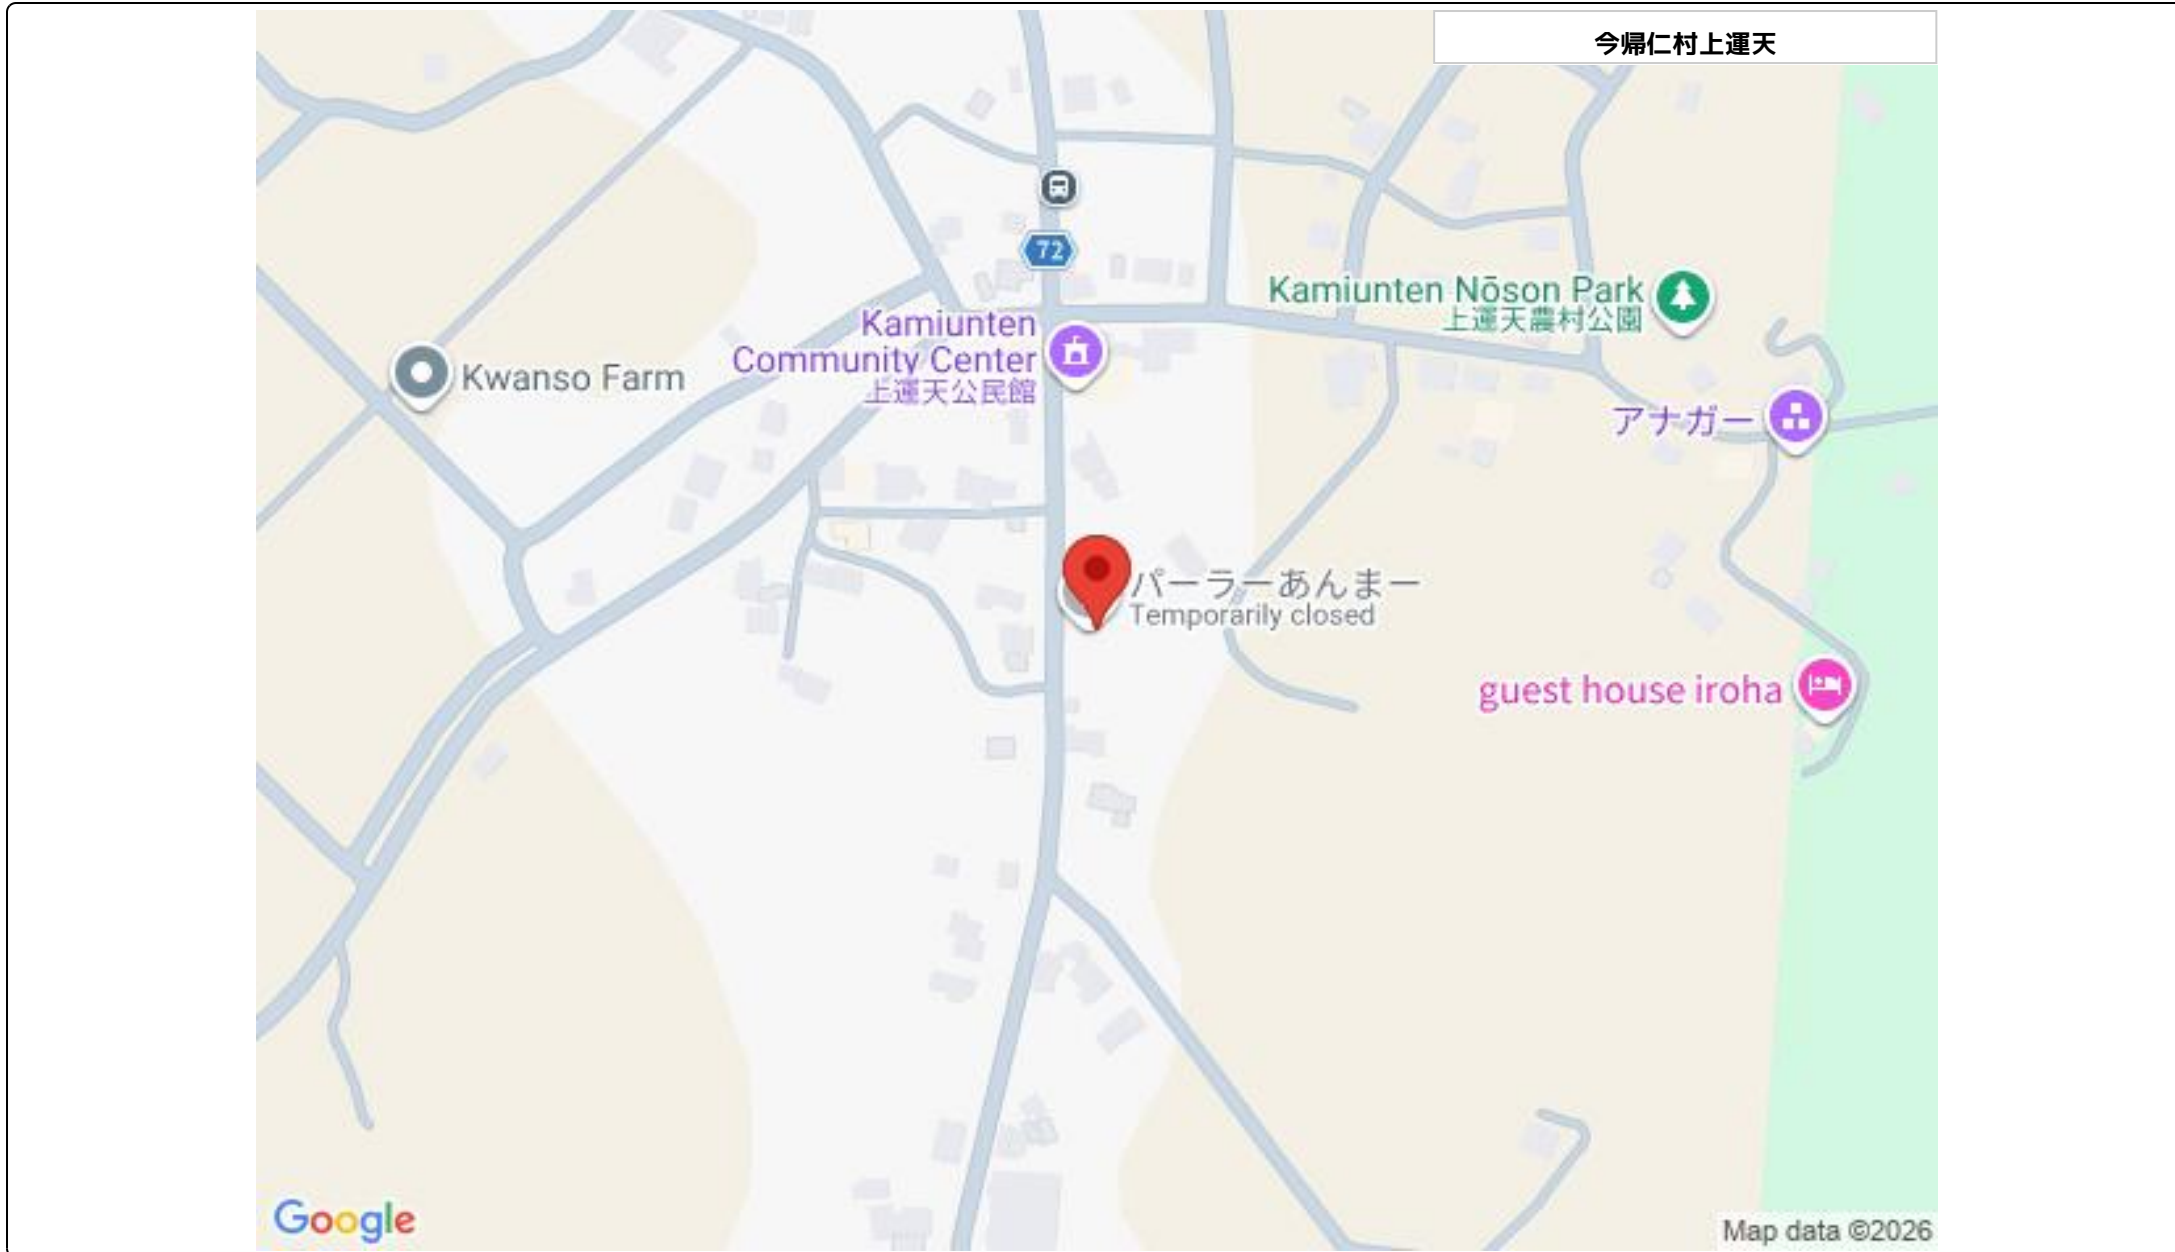 今帰仁村上運天
72
Kamiunten Nōson Park
上運天農村公園
Kamiunten
Community Center
上運天公民館
Kwanso Farm
アナガー
パーラーあんまー
Temporarily closed
guest house iroha
Google
Map data ©2026